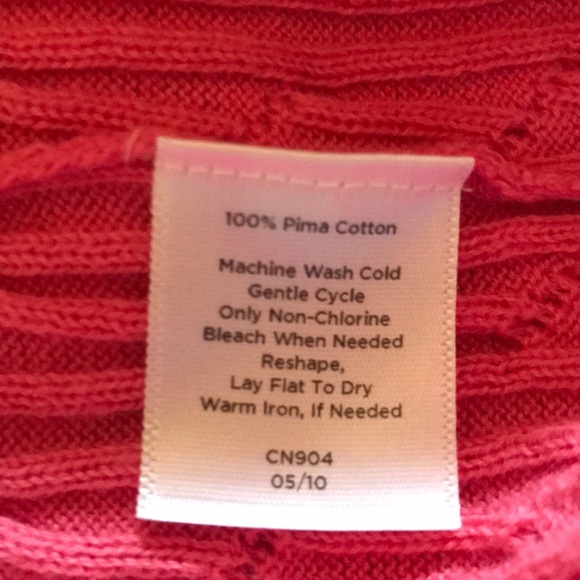 100% Pima Cotton
Machine Wash Cold
Gentle Cycle
Only Non-Chlorine
Bleach When Needed
Reshape,
Lay Flat To Dry
Warm Iron, If Needed
CN904
05/10